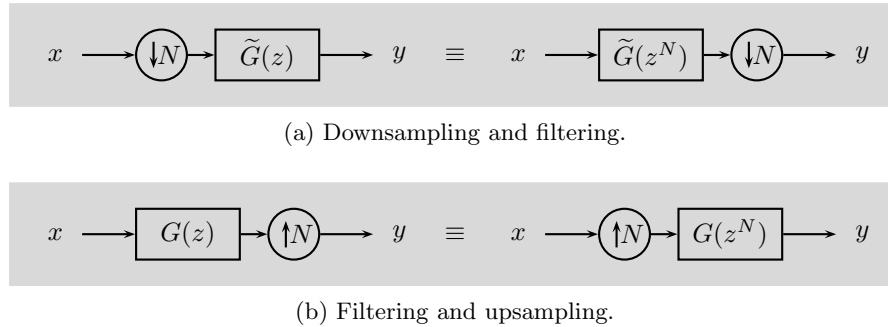 x ↓N G̃(z) y ≡ x G̃(z^N) ↓N y
(a) Downsampling and filtering.
x G(z) ↑N y ≡ x ↑N G(z^N) y
(b) Filtering and upsampling.